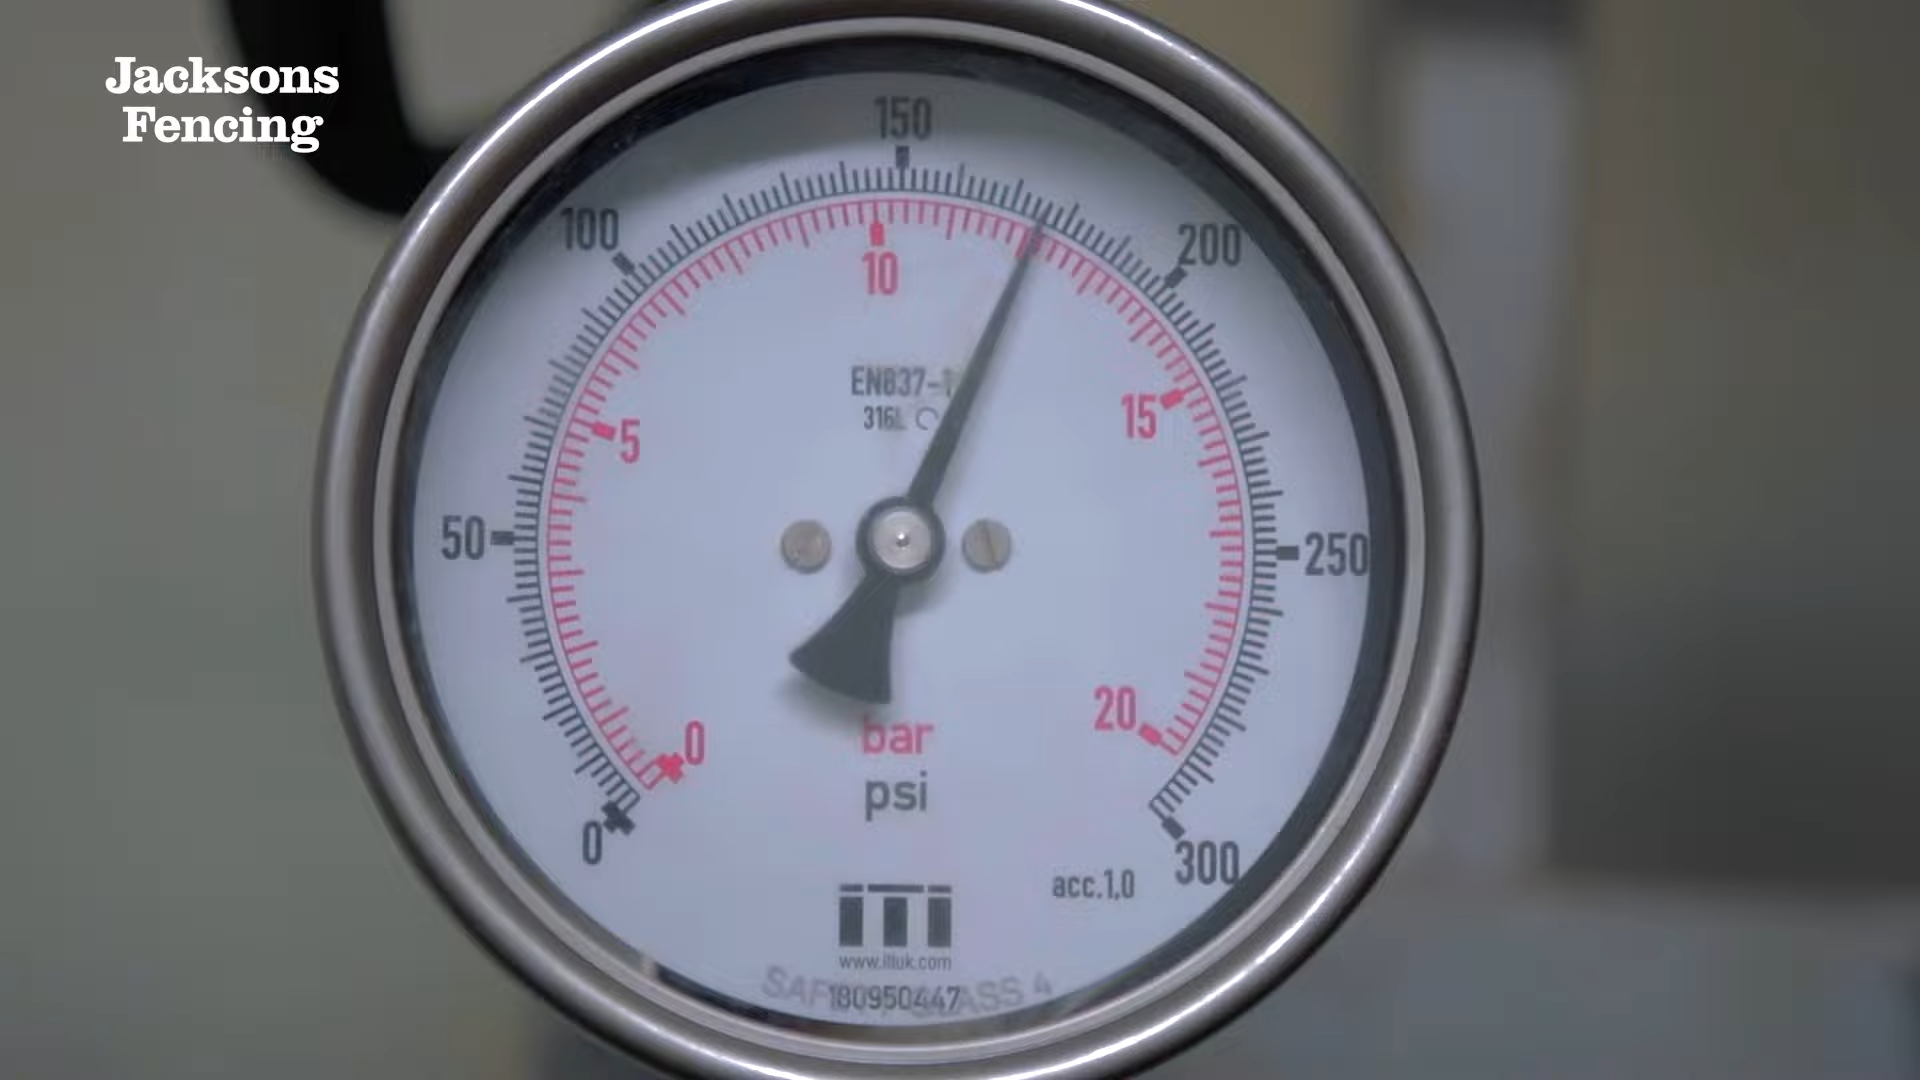 Jacksons
Fencing
150
100
200
10
EN837-1
316L
5
15
50
250
0
20
bar
psi
0
300
acc.1,0
iTi
www.itiuk.com
180950447